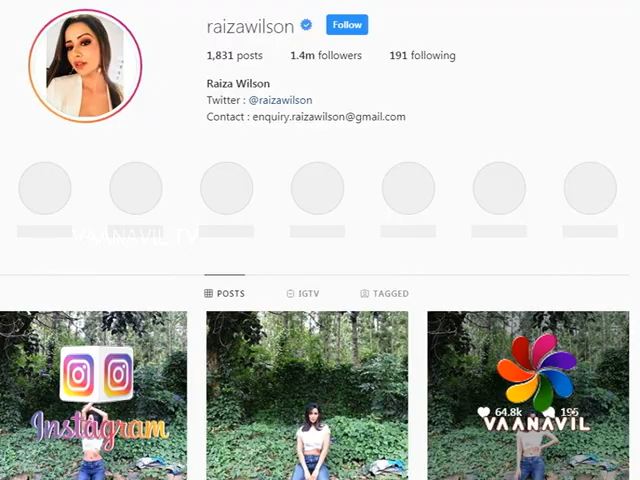 raizawilson
Follow
1,831 posts
1.4m followers
191 following
Raiza Wilson
Twitter : @raizawilson
Contact : enquiry.raizawilson@gmail.com
VAANAVIL TV
POSTS
IGTV
TAGGED
Instagram
64.8k
196
VAANAVIL